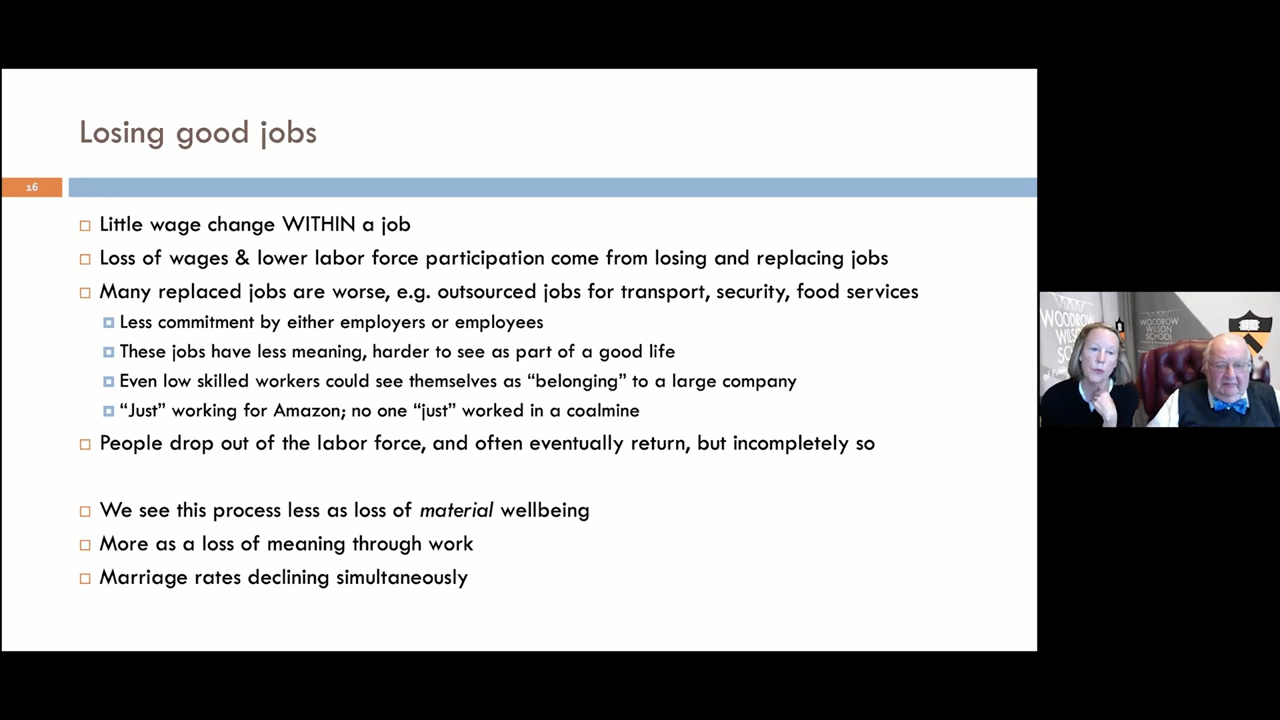 Losing good jobs
16
Little wage change WITHIN a job
Loss of wages & lower labor force participation come from losing and replacing jobs
Many replaced jobs are worse, e.g. outsourced jobs for transport, security, food services
Less commitment by either employers or employees
These jobs have less meaning, harder to see as part of a good life
Even low skilled workers could see themselves as “belonging” to a large company
“Just” working for Amazon; no one “just” worked in a coalmine
People drop out of the labor force, and often eventually return, but incompletely so
We see this process less as loss of material wellbeing
More as a loss of meaning through work
Marriage rates declining simultaneously
WOODROW
WILSON
SCHOOL
WOODROW
WILSON
SCHOOL